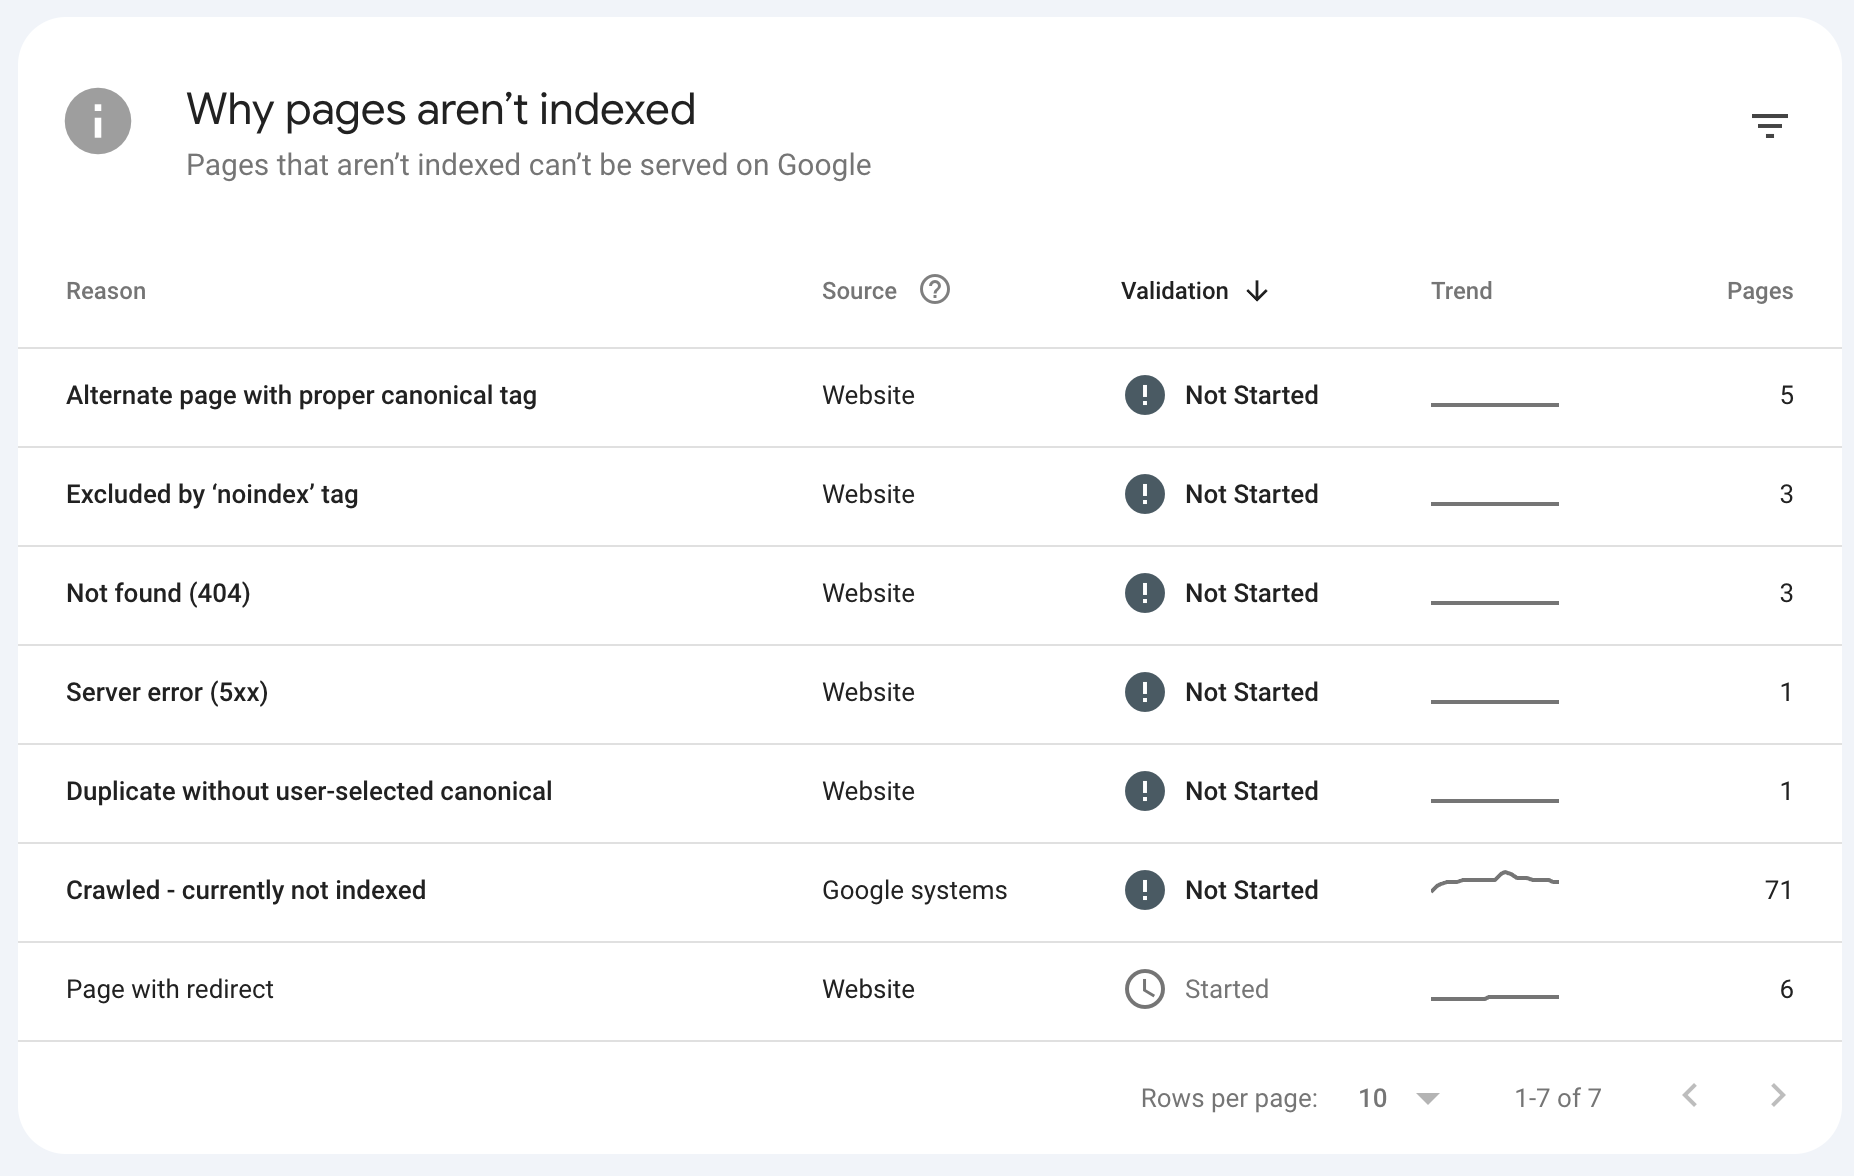 Why pages aren’t indexed
Pages that aren’t indexed can’t be served on Google
Reason Source Validation Trend Pages
Alternate page with proper canonical tag Website Not Started 5
Excluded by ‘noindex’ tag Website Not Started 3
Not found (404) Website Not Started 3
Server error (5xx) Website Not Started 1
Duplicate without user-selected canonical Website Not Started 1
Crawled - currently not indexed Google systems Not Started 71
Page with redirect Website Started 6
Rows per page: 10 1-7 of 7